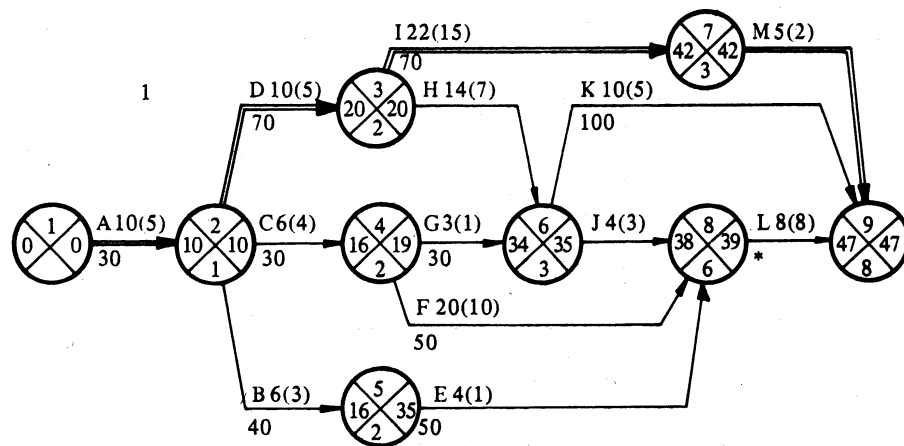 I 22(15)
70
7
42 42
3
M 5(2)
1
D 10(5)
70
3
20 20
2
H 14(7)
K 10(5)
100
1
0 0
A 10(5)
30
2
10 10
1
C 6(4)
30
4
16 19
2
G 3(1)
30
6
34 35
3
J 4(3)
8
38 39
6
L 8(8)
*
9
47 47
8
F 20(10)
50
B 6(3)
40
5
16 35
2
E 4(1)
50